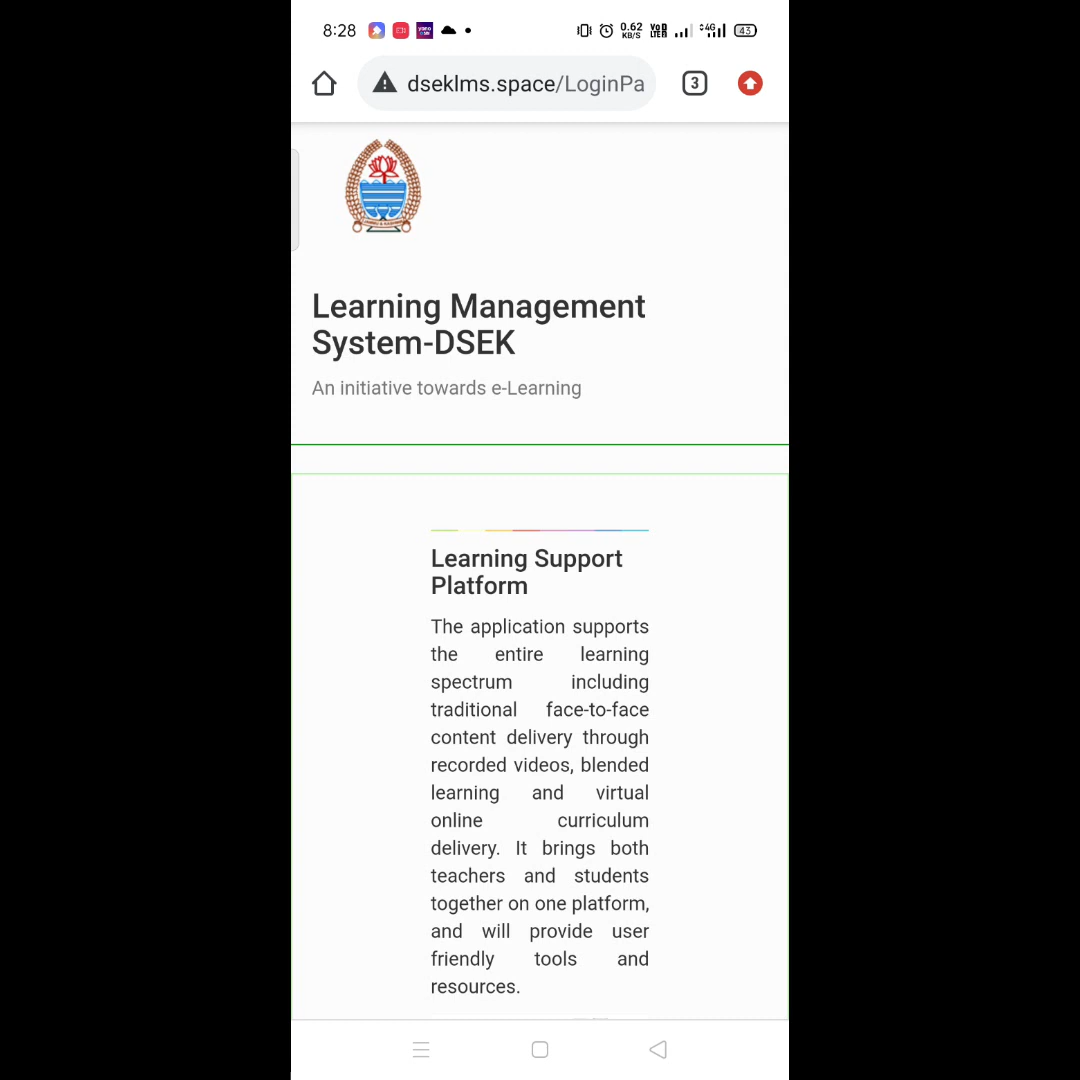 8:28
0.62
KB/S
4G
43
dseklms.space/LoginPa
3
Learning Management
System-DSEK
An initiative towards e-Learning
Learning Support
Platform
The application supports
the entire learning
spectrum including
traditional face-to-face
content delivery through
recorded videos, blended
learning and virtual
online curriculum
delivery. It brings both
teachers and students
together on one platform,
and will provide user
friendly tools and
resources.